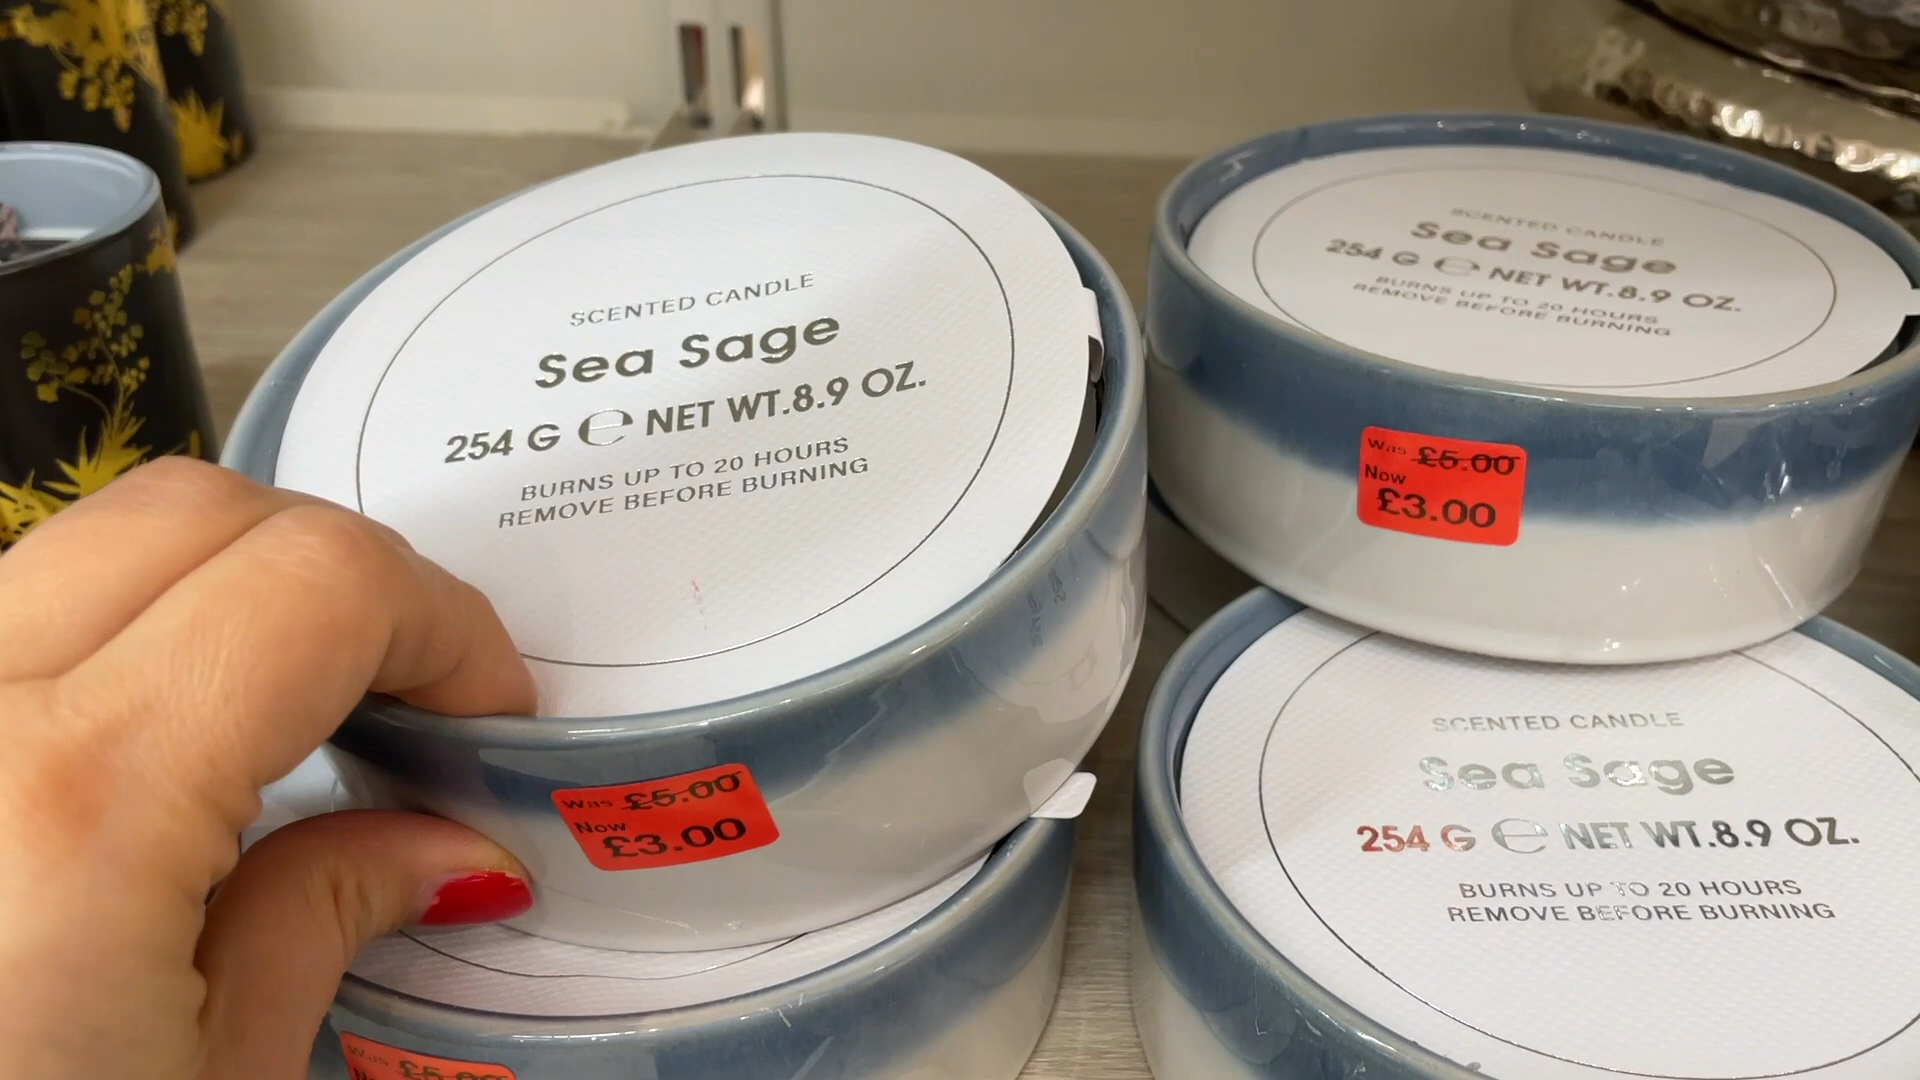 SCENTED CANDLE
Sea Sage
254 G ℮ NET WT.8.9 OZ.
BURNS UP TO 20 HOURS
REMOVE BEFORE BURNING
Was £5.00
Now
£3.00
SCENTED CANDLE
Sea Sage
254 G ℮ NET WT.8.9 OZ.
BURNS UP TO 20 HOURS
REMOVE BEFORE BURNING
Was £5.00
Now
£3.00
SCENTED CANDLE
Sea Sage
254 G ℮ NET WT.8.9 OZ.
BURNS UP TO 20 HOURS
REMOVE BEFORE BURNING
Was £5.00